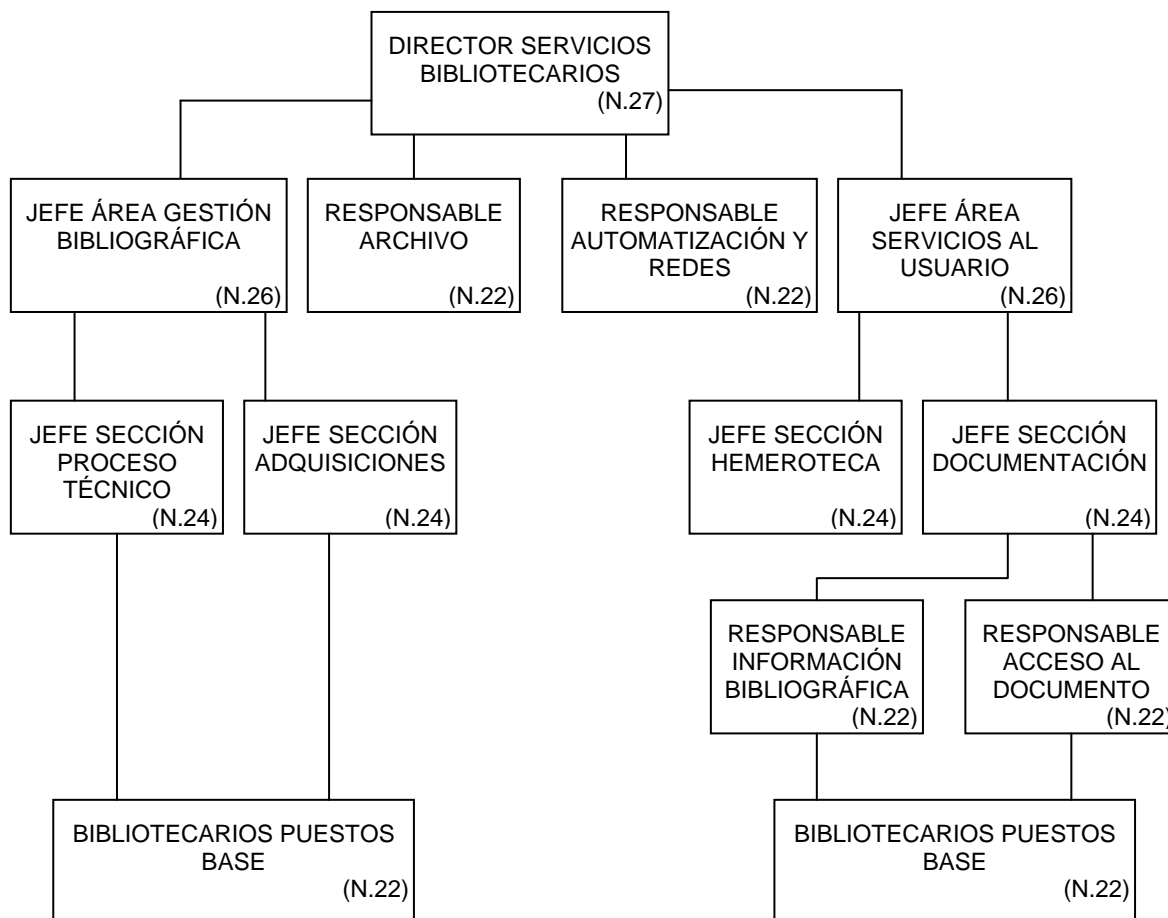 DIRECTOR SERVICIOS
BIBLIOTECARIOS
(N.27)
JEFE ÁREA GESTIÓN
BIBLIOGRÁFICA
(N.26)
RESPONSABLE
ARCHIVO
(N.22)
RESPONSABLE
AUTOMATIZACIÓN Y
REDES
(N.22)
JEFE ÁREA
SERVICIOS AL
USUARIO
(N.26)
JEFE SECCIÓN
PROCESO
TÉCNICO
(N.24)
JEFE SECCIÓN
ADQUISICIONES
(N.24)
JEFE SECCIÓN
HEMEROTECA
(N.24)
JEFE SECCIÓN
DOCUMENTACIÓN
(N.24)
RESPONSABLE
INFORMACIÓN
BIBLIOGRÁFICA
(N.22)
RESPONSABLE
ACCESO AL
DOCUMENTO
(N.22)
BIBLIOTECARIOS PUESTOS
BASE
(N.22)
BIBLIOTECARIOS PUESTOS
BASE
(N.22)